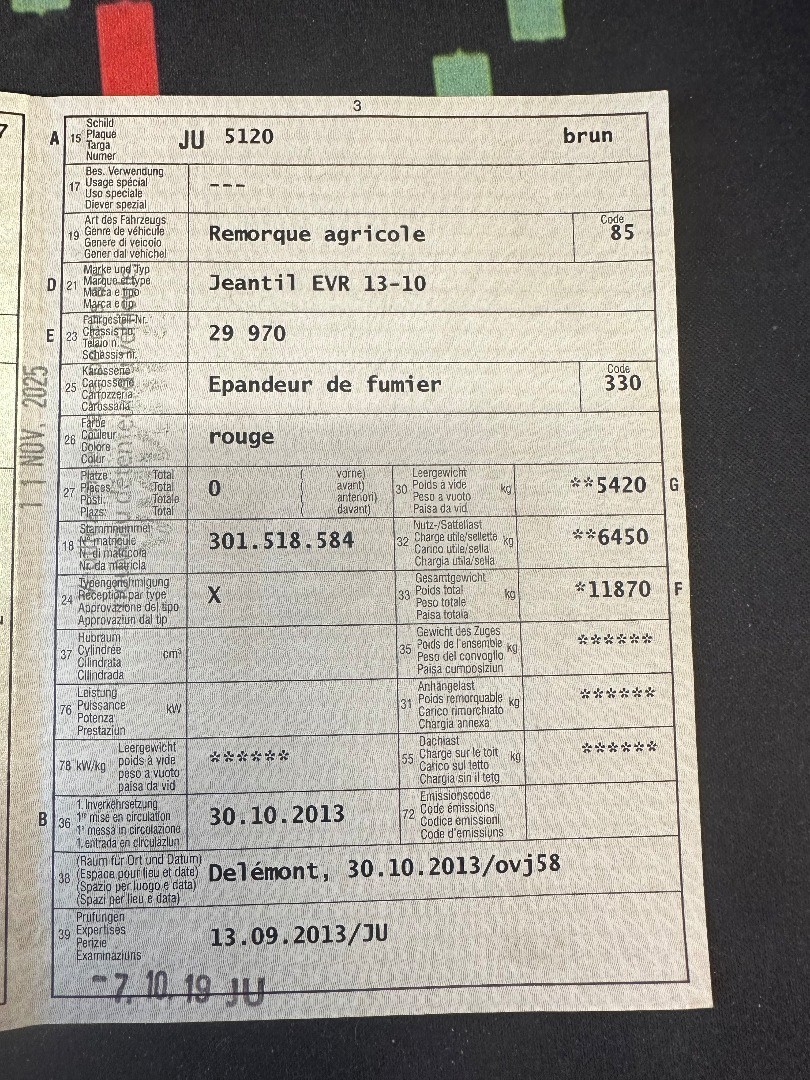 3
A 15 Schild
Plaque
Targa
Numer
JU 5120 brun
17 Bes. Verwendung
Usage spécial
Uso speciale
Diever spezial
---
19 Art des Fahrzeugs
Genre de véhicule
Genere di veicolo
Gener dal vehichel
Remorque agricole
Code
85
D 21 Marke und Typ
Marque et type
Marca e tipo
Marca e tip
Jeantil EVR 13-10
E 23 Fahrgestell-Nr.
Châssis no.
Telaio n.
Schassis nr.
29 970
25 Karosserie
Carrosserie
Carrozzeria
Carossaria
Epandeur de fumier
Code
330
26 Farbe
Couleur
Colore
Colur
rouge
27 Plätze: Total
Places: Total
Posti: Totale
Plazs: Total
0
( vorne)
avant)
anteriori)
( davant)
30 Leergewicht
Poids à vide
Peso a vuoto
Paisa da vid
kg
**5420 G
18 Stammnummer
N° matricule
N. di matricola
Nr. da matricla
301.518.584
32 Nutz-/Sattellast
Charge utile/sellette
Carico utile/sella
Chargia utila/sella
kg
**6450
24 Typengenehmigung
Réception par type
Approvazione del tipo
Approvaziun dal tip
X
33 Gesamtgewicht
Poids total
Peso totale
Paisa totala
kg
*11870 F
37 Hubraum
Cylindrée
Cilindrata
Cilindrada
cm³
35 Gewicht des Zuges
Poids de l'ensemble
Peso del convoglio
Paisa cumposiziun
kg
******
76 Leistung
Puissance
Potenza
Prestaziun
kW
31 Anhängelast
Poids remorquable
Carico rimorchiato
Chargia annexa
kg
******
78 kW/kg Leergewicht
poids à vide
peso a vuoto
paisa da vid
******
55 Dachlast
Charge sur le toit
Carico sul tetto
Chargia sin il tetg
kg
******
B 36 1. Inverkehrsetzung
1re mise en circulation
1a messa in circolazione
1. entrada en circulaziun
30.10.2013
72 Emissionscode
Code émissions
Codice emissioni
Code d'emissiuns
38 (Raum für Ort und Datum)
(Espace pour lieu et date)
(Spazio per luogo e data)
(Spazi per lieu e data)
Delémont, 30.10.2013/ovj58
39 Prüfungen
Expertises
Perizie
Examinaziuns
13.09.2013/JU
- 7. 10. 19 JU
11 NOV. 2025